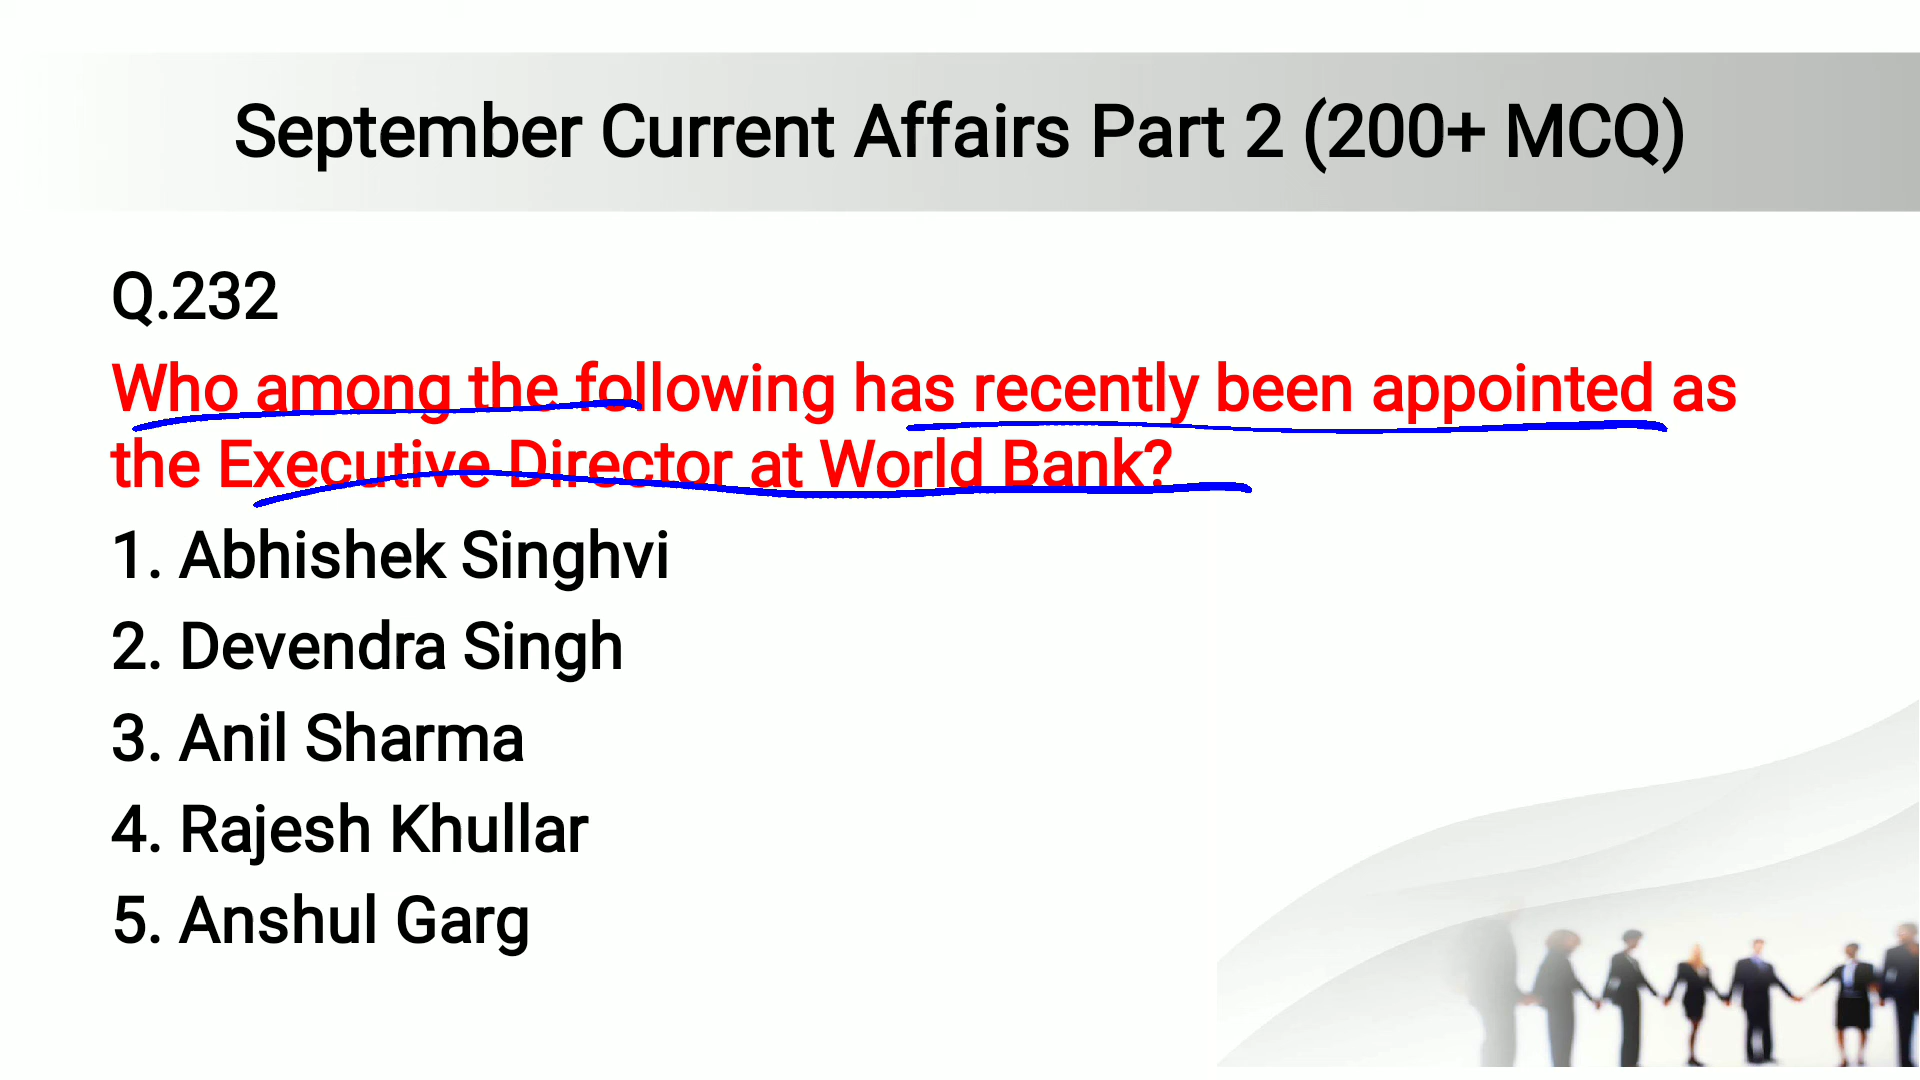 September Current Affairs Part 2 (200+ MCQ)
Q.232
Who among the following has recently been appointed as
the Executive Director at World Bank?
1. Abhishek Singhvi
2. Devendra Singh
3. Anil Sharma
4. Rajesh Khullar
5. Anshul Garg